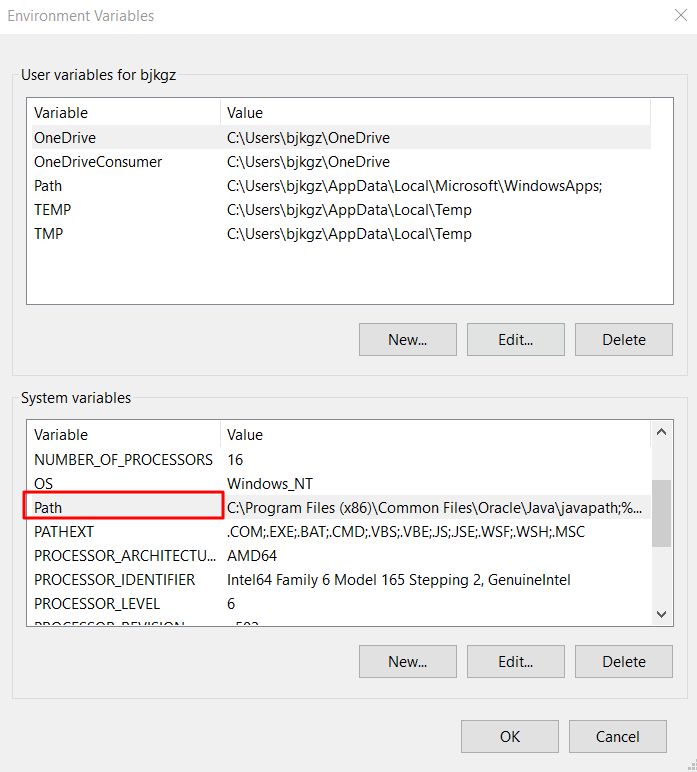 Environment Variables
User variables for bjkgz
Variable Value
OneDrive C:\Users\bjkgz\OneDrive
OneDriveConsumer C:\Users\bjkgz\OneDrive
Path C:\Users\bjkgz\AppData\Local\Microsoft\WindowsApps;
TEMP C:\Users\bjkgz\AppData\Local\Temp
TMP C:\Users\bjkgz\AppData\Local\Temp
New... Edit... Delete
System variables
Variable Value
NUMBER_OF_PROCESSORS 16
OS Windows_NT
Path C:\Program Files (x86)\Common Files\Oracle\Java\javapath;%...
PATHEXT .COM;.EXE;.BAT;.CMD;.VBS;.VBE;.JS;.JSE;.WSF;.WSH;.MSC
PROCESSOR_ARCHITECTU... AMD64
PROCESSOR_IDENTIFIER Intel64 Family 6 Model 165 Stepping 2, GenuineIntel
PROCESSOR_LEVEL 6
New... Edit... Delete
OK Cancel